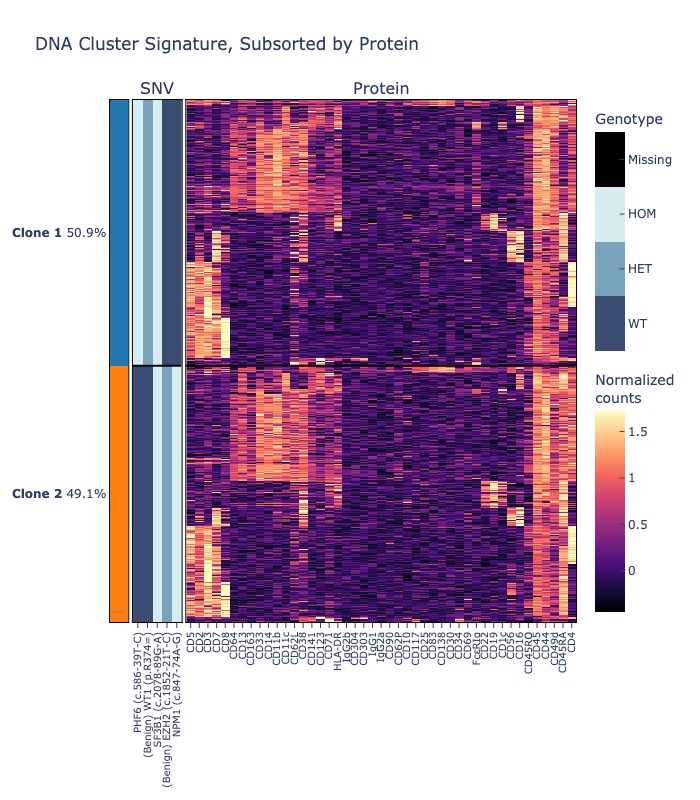 DNA Cluster Signature, Subsorted by Protein
SNV
Protein
Genotype
Missing
HOM
HET
WT
Clone 1 50.9%
Clone 2 49.1%
Normalized
counts
1.5
1
0.5
0
PHF6 (c.586-39T-C)
(Benign) WT1 (p.R374=)
SF3B1 (c.2078-89G-A)
(Benign) EZH2 (c.1852-21T-C)
NPM1 (c.847-74A-G)
CD5
CD2
CD3
CD7
CD8
CD64
CD13
CD163
CD33
CD14
CD11b
CD11c
CD62L
CD38
CD141
CD123
CD71
HLA-DR
IgG2b
CD304
CD303
IgG1
IgG2a
CD90
CD62P
CD10
CD117
CD25
CD83
CD138
CD30
CD34
CD69
FcεRIα
CD22
CD19
CD1c
CD56
CD16
CD45RO
CD45
CD44
CD49d
CD45RA
CD4